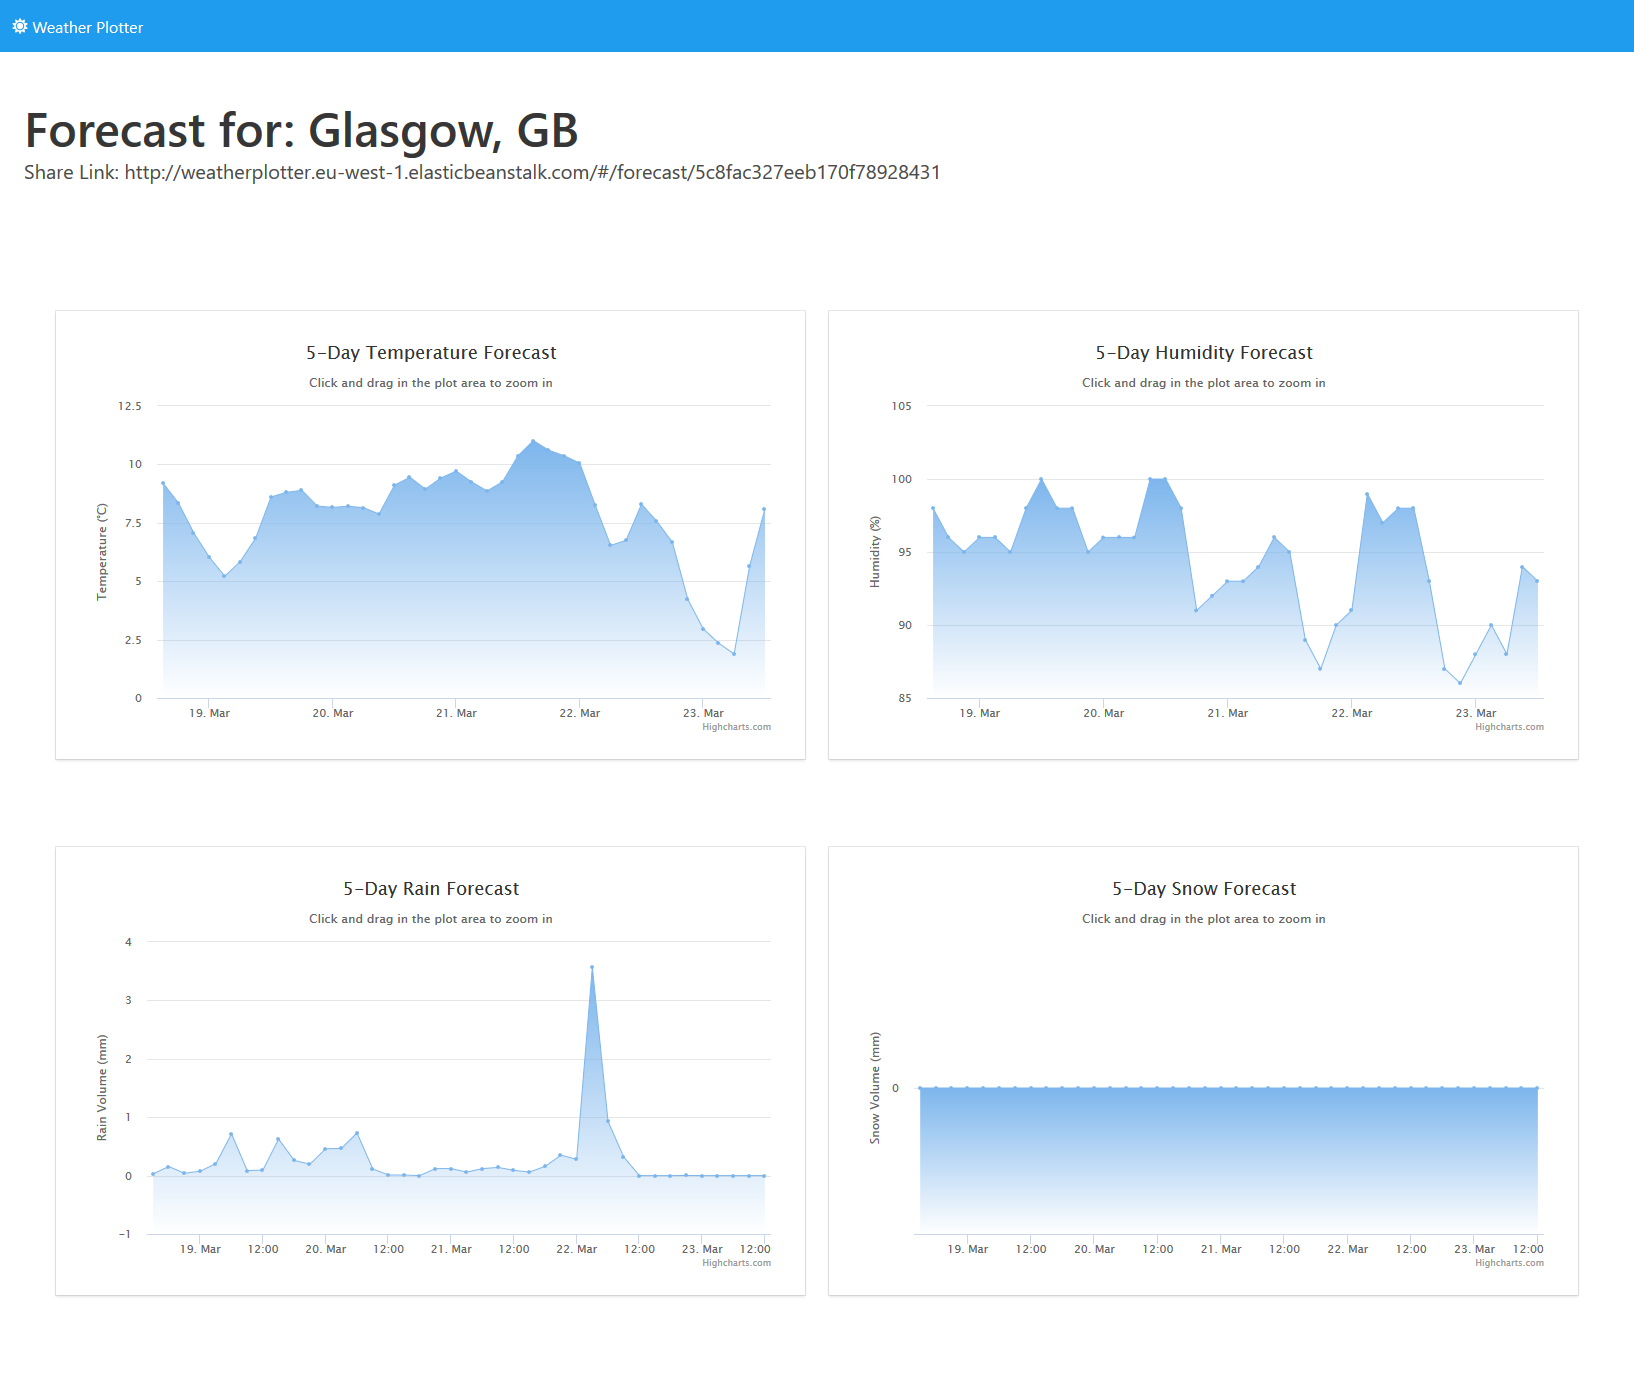 Weather Plotter
Forecast for: Glasgow, GB
Share Link: http://weatherplotter.eu-west-1.elasticbeanstalk.com/#/forecast/5c8fac327eeb170f78928431
5-Day Temperature Forecast
Click and drag in the plot area to zoom in
Temperature (℃)
12.5
10
7.5
5
2.5
0
19. Mar 20. Mar 21. Mar 22. Mar 23. Mar
Highcharts.com
5-Day Humidity Forecast
Click and drag in the plot area to zoom in
Humidity (%)
105
100
95
90
85
19. Mar 20. Mar 21. Mar 22. Mar 23. Mar
Highcharts.com
5-Day Rain Forecast
Click and drag in the plot area to zoom in
Rain Volume (mm)
4
3
2
1
0
-1
19. Mar 12:00 20. Mar 12:00 21. Mar 12:00 22. Mar 12:00 23. Mar 12:00
Highcharts.com
5-Day Snow Forecast
Click and drag in the plot area to zoom in
Snow Volume (mm)
0
19. Mar 12:00 20. Mar 12:00 21. Mar 12:00 22. Mar 12:00 23. Mar 12:00
Highcharts.com